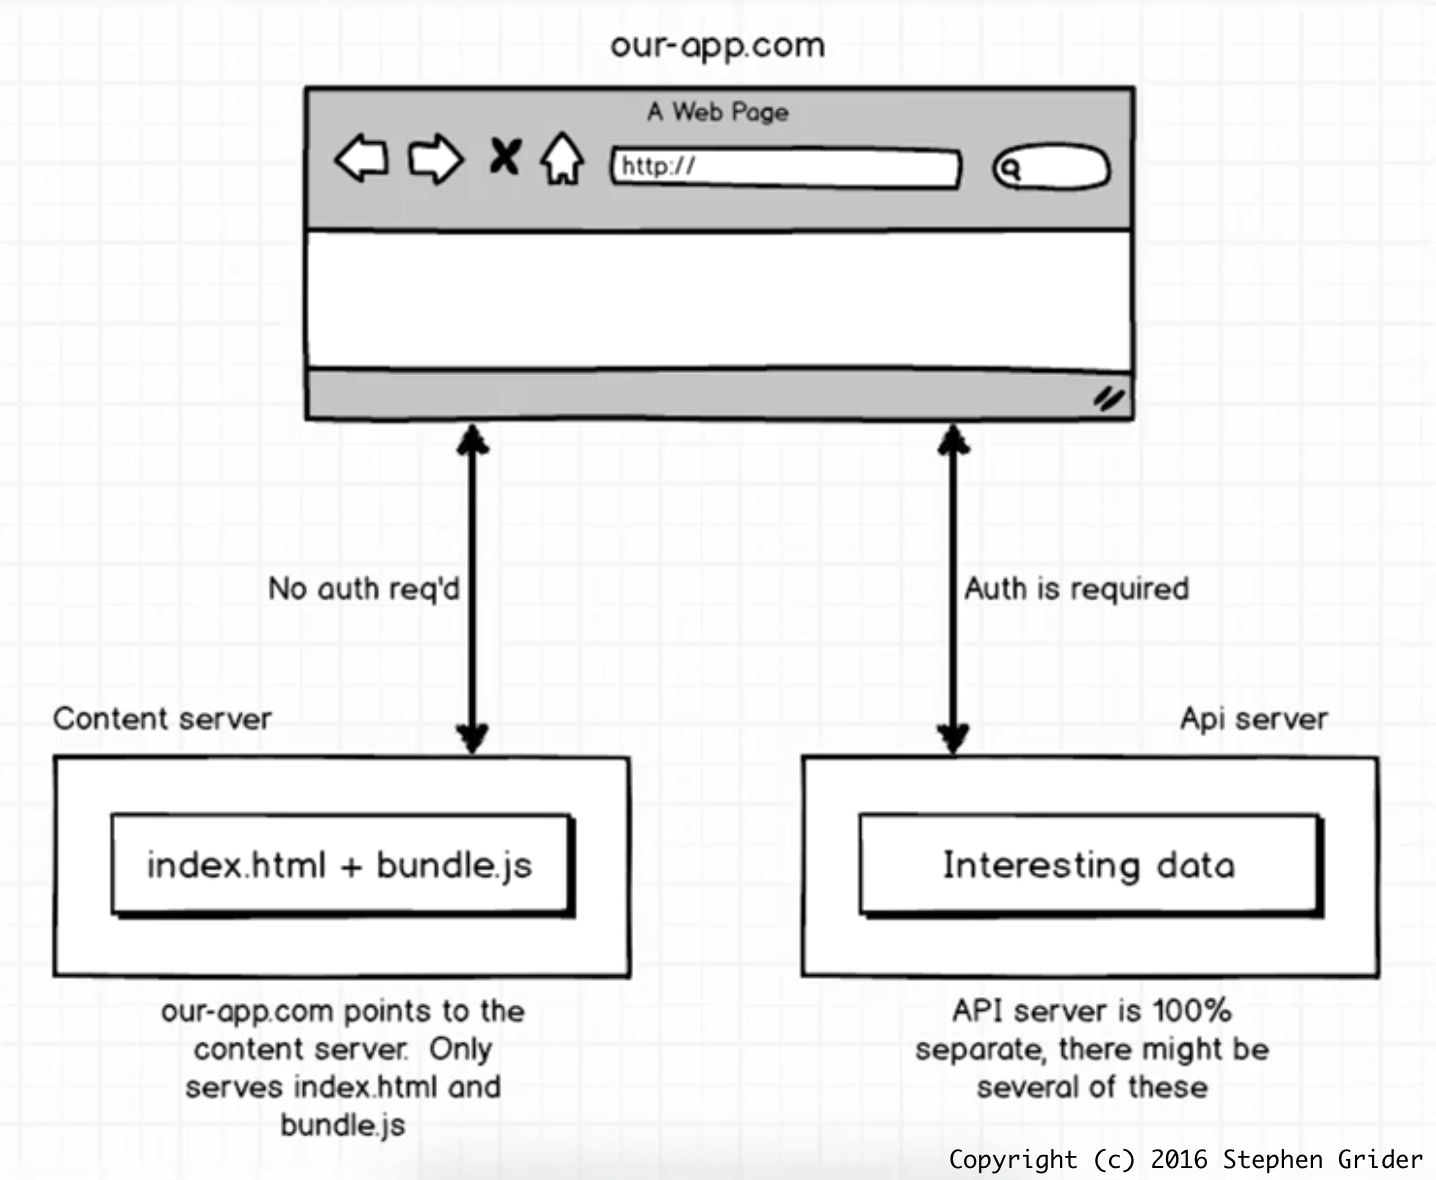 our-app.com
A Web Page
http://
No auth req'd
Auth is required
Content server
Api server
index.html + bundle.js
Interesting data
our-app.com points to the
content server.  Only
serves index.html and
bundle.js
API server is 100%
separate, there might be
several of these
Copyright (c) 2016 Stephen Grider